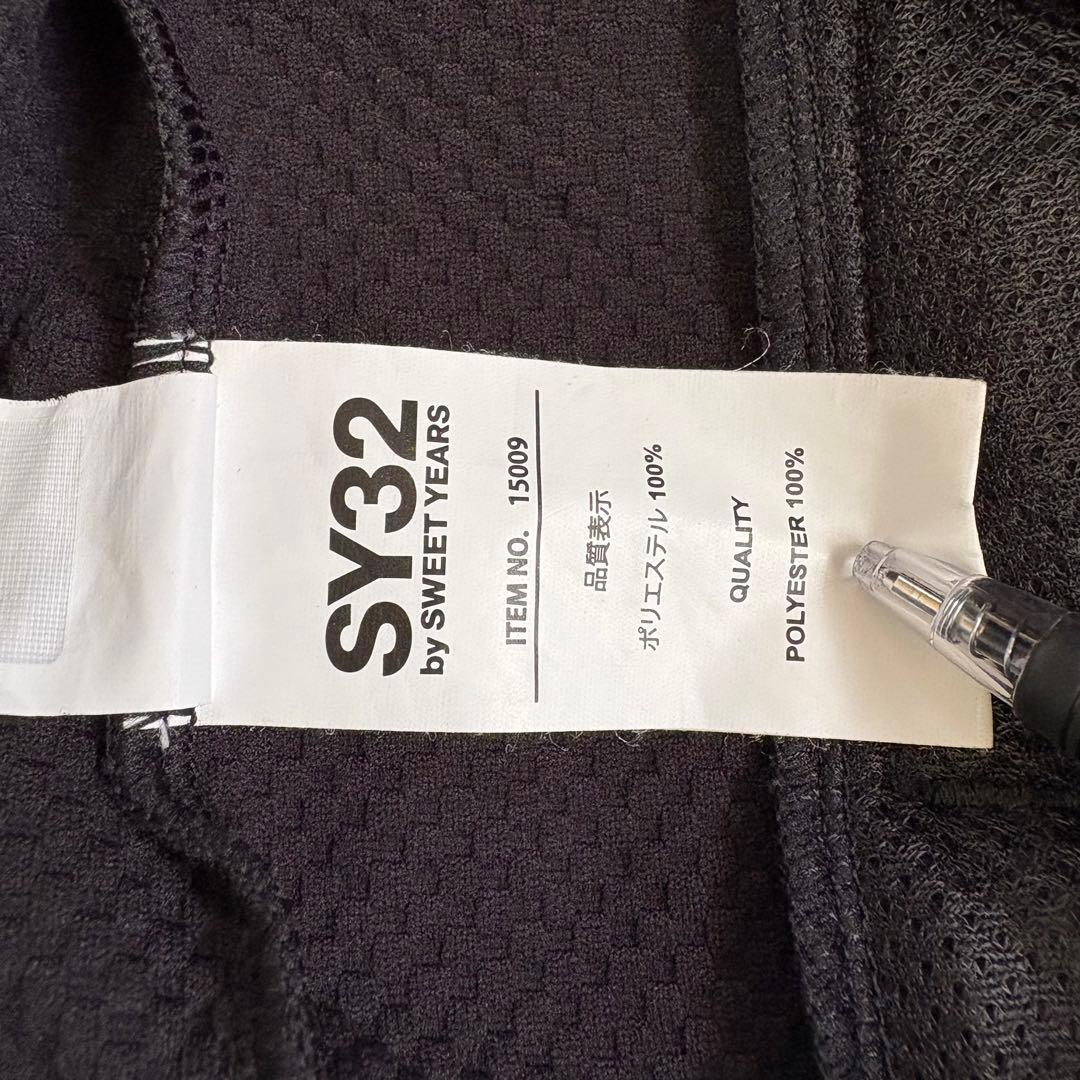 SY32
by SWEET YEARS
ITEM NO. 15009
品質表示
ポリエステル 100%
QUALITY
POLYESTER 100%